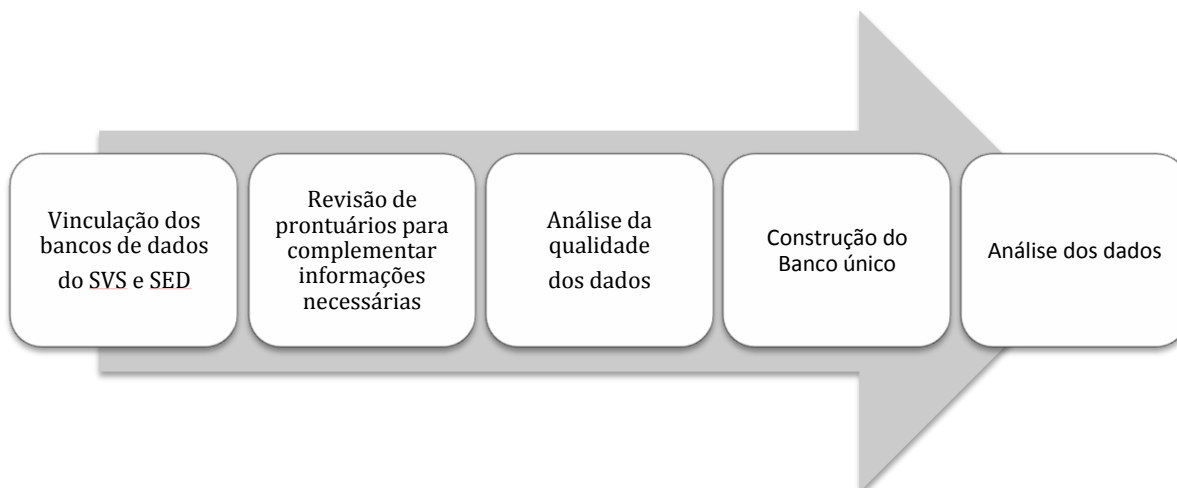 Vinculação dos
bancos de dados
do SVS e SED
Revisão de
prontuários para
complementar
informações
necessárias
Análise da
qualidade
dos dados
Construção do
Banco único
Análise dos dados